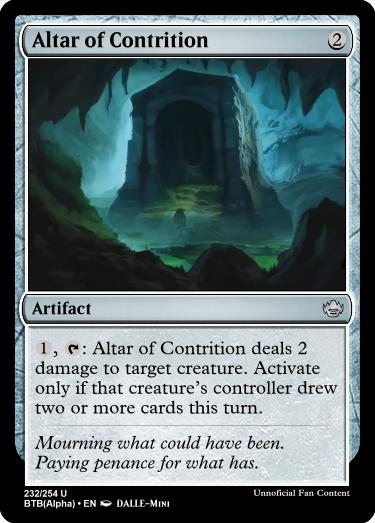 Altar of Contrition 2
Artifact
1, T: Altar of Contrition deals 2
damage to target creature. Activate
only if that creature's controller drew
two or more cards this turn.
Mourning what could have been.
Paying penance for what has.
232/254 U
BTB(Alpha) • EN DALLE-Mini
Unnofficial Fan Content